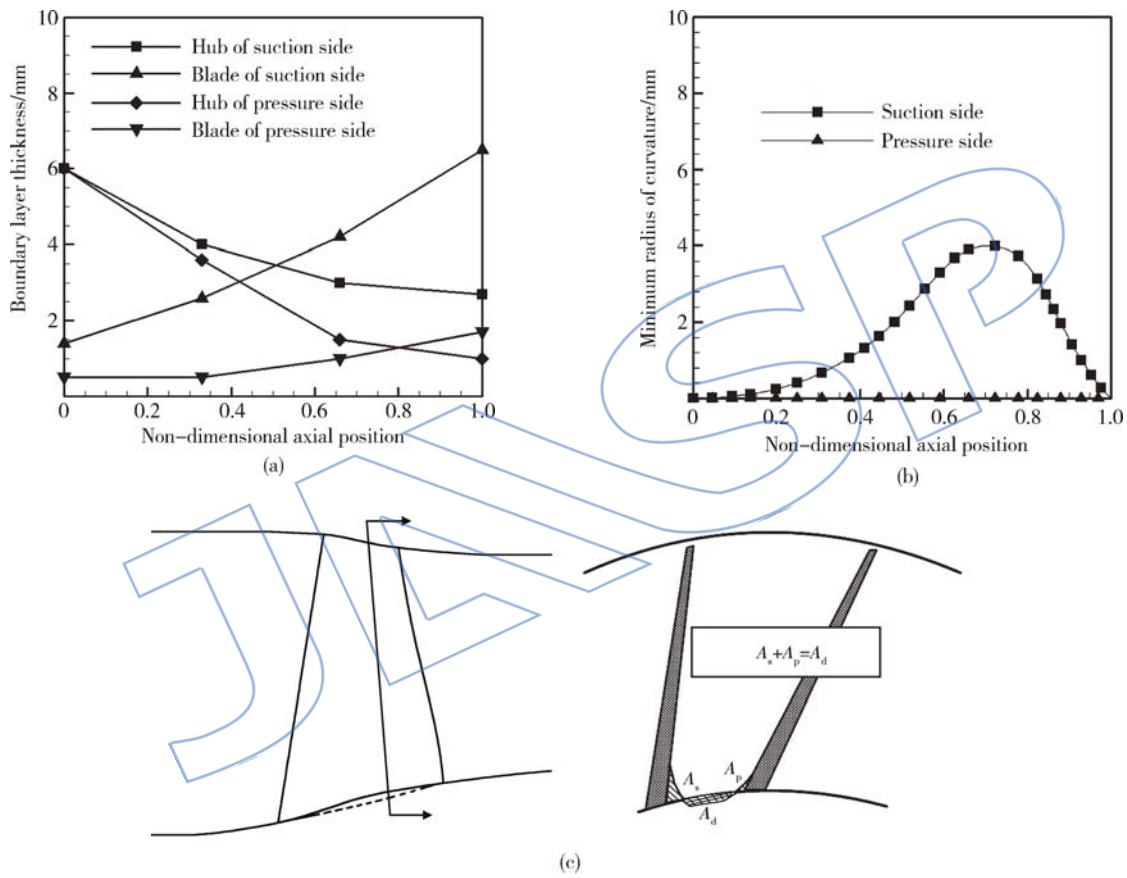 10
8
6
4
2
Boundary layer thickness/mm
Hub of suction side
Blade of suction side
Hub of pressure side
Blade of pressure side
0
0.2
0.4
0.6
0.8
1.0
Non-dimensional axial position
(a)
10
8
6
4
2
Minimum radius of curvature/mm
Suction side
Pressure side
0
0.2
0.4
0.6
0.8
1.0
Non-dimensional axial position
(b)
As+Ap=Ad
As
Ap
Ad
(c)
JAASP